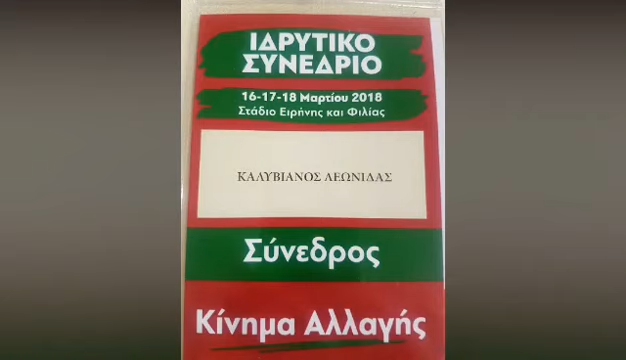 ΙΔΡΥΤΙΚΟ
ΣΥΝΕΔΡΙΟ
16-17-18 Μαρτίου 2018
Στάδιο Ειρήνης και Φιλίας
ΚΑΛΥΒΙΑΝΟΣ ΛΕΩΝΙΔΑΣ
Σύνεδρος
Κίνημα Αλλαγής